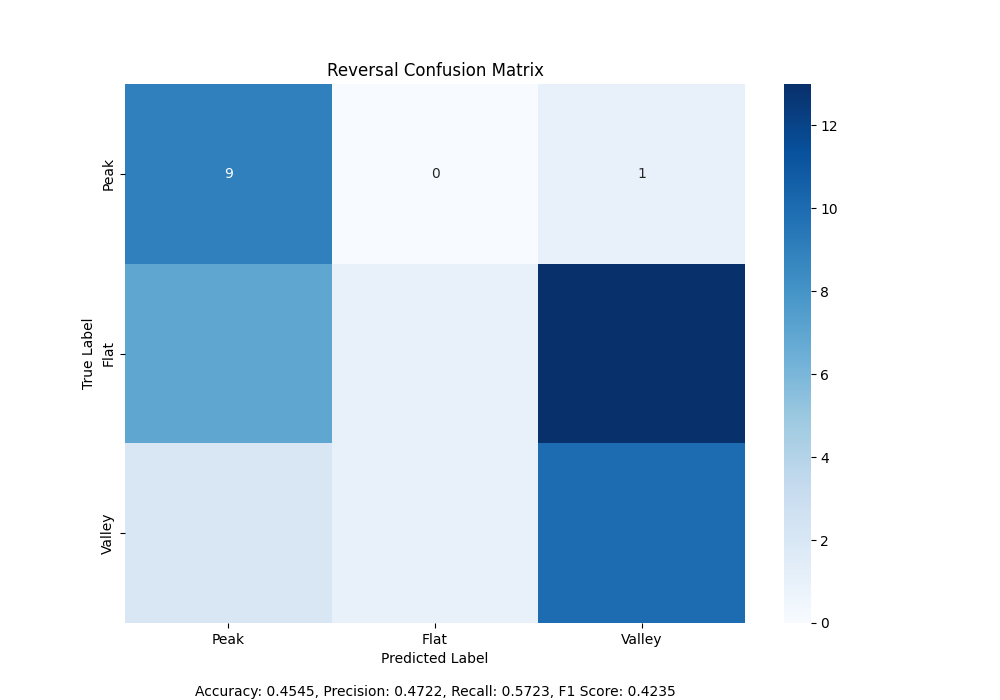 Reversal Confusion Matrix
True Label
Peak
Flat
Valley
9 0 1
Peak Flat Valley
Predicted Label
12
10
8
6
4
2
0
Accuracy: 0.4545, Precision: 0.4722, Recall: 0.5723, F1 Score: 0.4235